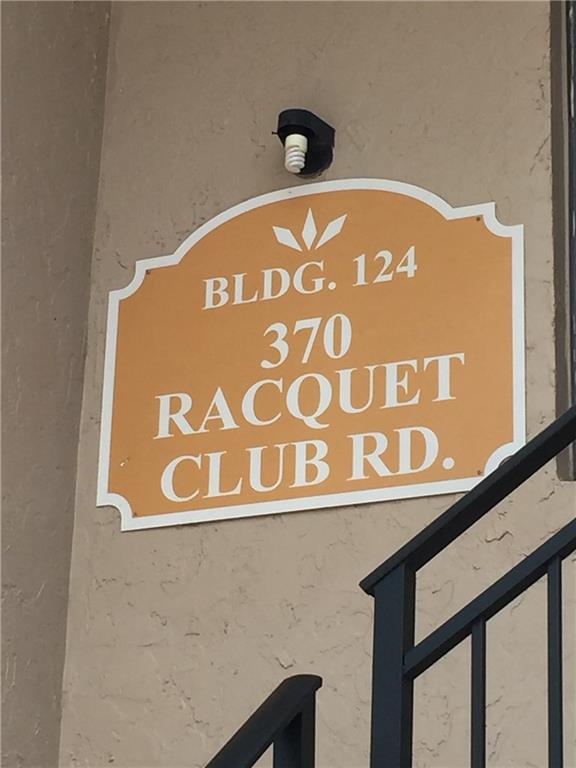 BLDG. 124
370
RACQUET
CLUB RD.